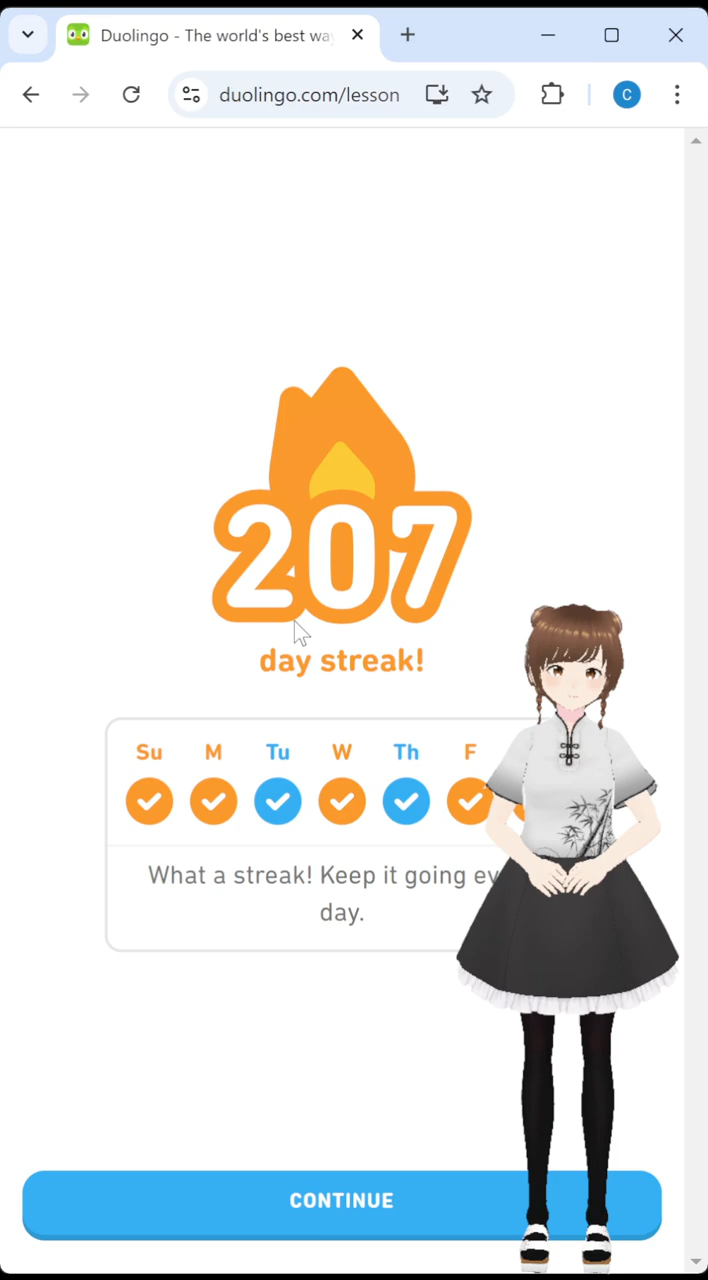 Duolingo - The world's best wa
duolingo.com/lesson
C
207
day streak!
Su M Tu W Th F
What a streak! Keep it going ev
day.
CONTINUE